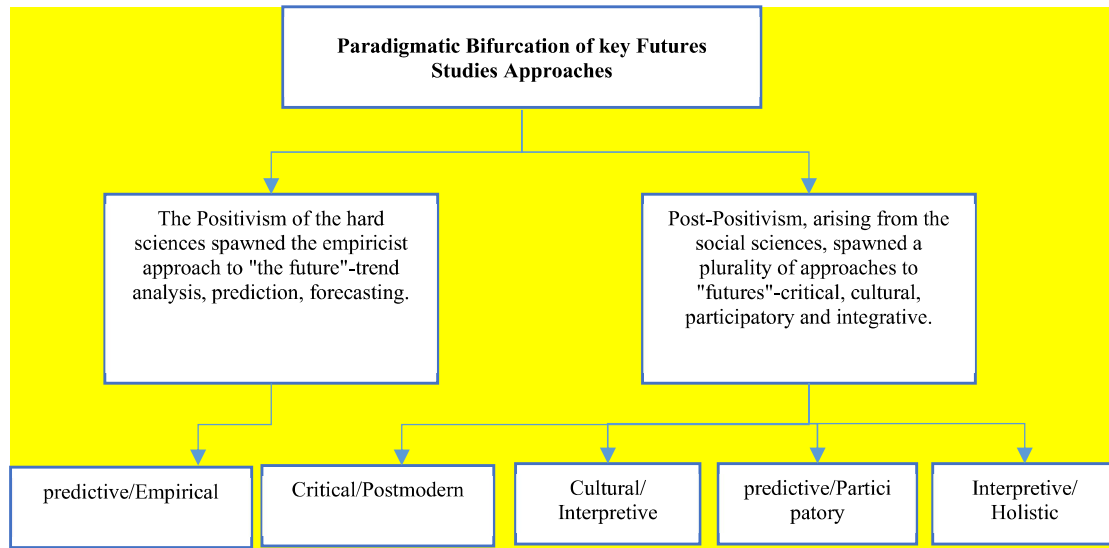 Paradigmatic Bifurcation of key Futures
Studies Approaches
The Positivism of the hard
sciences spawned the empiricist
approach to "the future"-trend
analysis, prediction, forecasting.
Post-Positivism, arising from the
social sciences, spawned a
plurality of approaches to
"futures"-critical, cultural,
participatory and integrative.
predictive/Empirical
Critical/Postmodern
Cultural/
Interpretive
predictive/Partici
patory
Interpretive/
Holistic